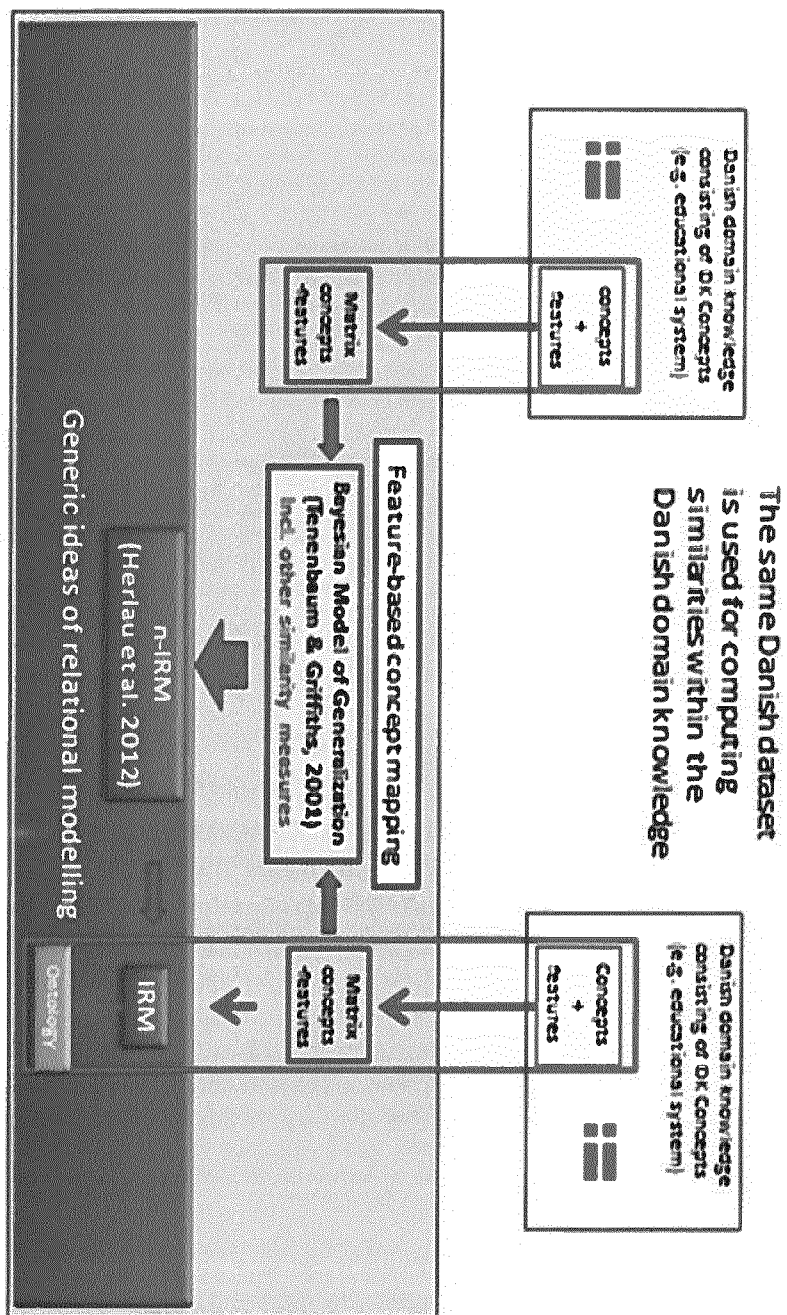 The same Danish dataset
is used for computing
similarities within the
Danish domain knowledge
Danish domain knowledge
consisting of DK Concepts
(e.g. educational system)
concepts
+
features
Danish domain knowledge
consisting of DK Concepts
(e.g. educational system)
Concepts
+
features
Feature-based concept mapping
Matrix
concepts
-features
Bayesian Model of Generalization
(Tenenbaum & Griffiths, 2001)
Incl. other similarity measures
Matrix
concepts
-features
n-IRM
(Herlau et al. 2012)
IRM
Generic ideas of relational modelling
Ontology